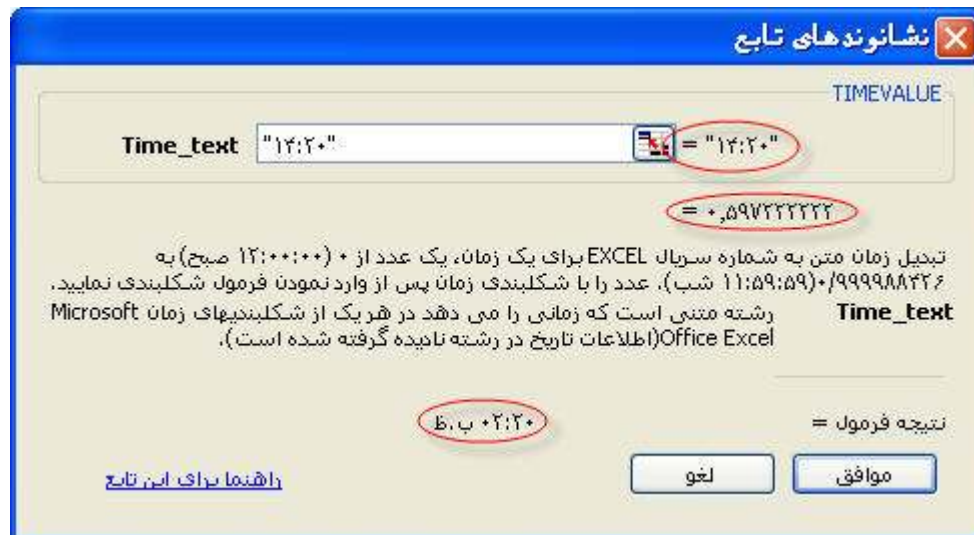 نشانوندهای تابع
TIMEVALUE
Time_text "۱۴:۲۰" = "۱۴:۲۰"
= ۰,۵۹۷۲۲۲۲۲۲
تبدیل زمان متن به شماره سریال EXCEL برای یک زمان، یک عدد از ۰ (۱۲:۰۰:۰۰ صبح) به
۰/۹۹۹۹۸۸۴۲۶(۱۱:۵۹:۵۹ شب). عدد را با شکلبندی زمان پس از وارد نمودن فرمول شکلبندی نمایید.
Time_text رشته متنی است که زمانی را می دهد در هر یک از شکلبندیهای زمان Microsoft
Office Excel(اطلاعات تاریخ در رشته نادیده گرفته شده است).
نتیجه فرمول = ۰۲:۲۰ ب.ظ
موافق لغو راهنما برای این تابع